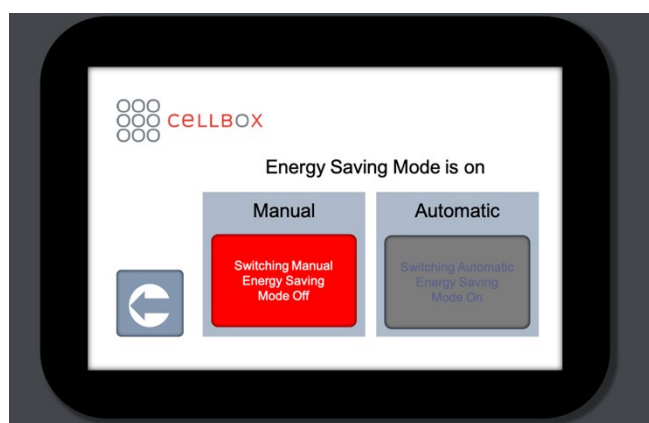 CELLBOX
Energy Saving Mode is on
Manual
Automatic
Switching Manual
Energy Saving
Mode Off
Switching Automatic
Energy Saving
Mode On